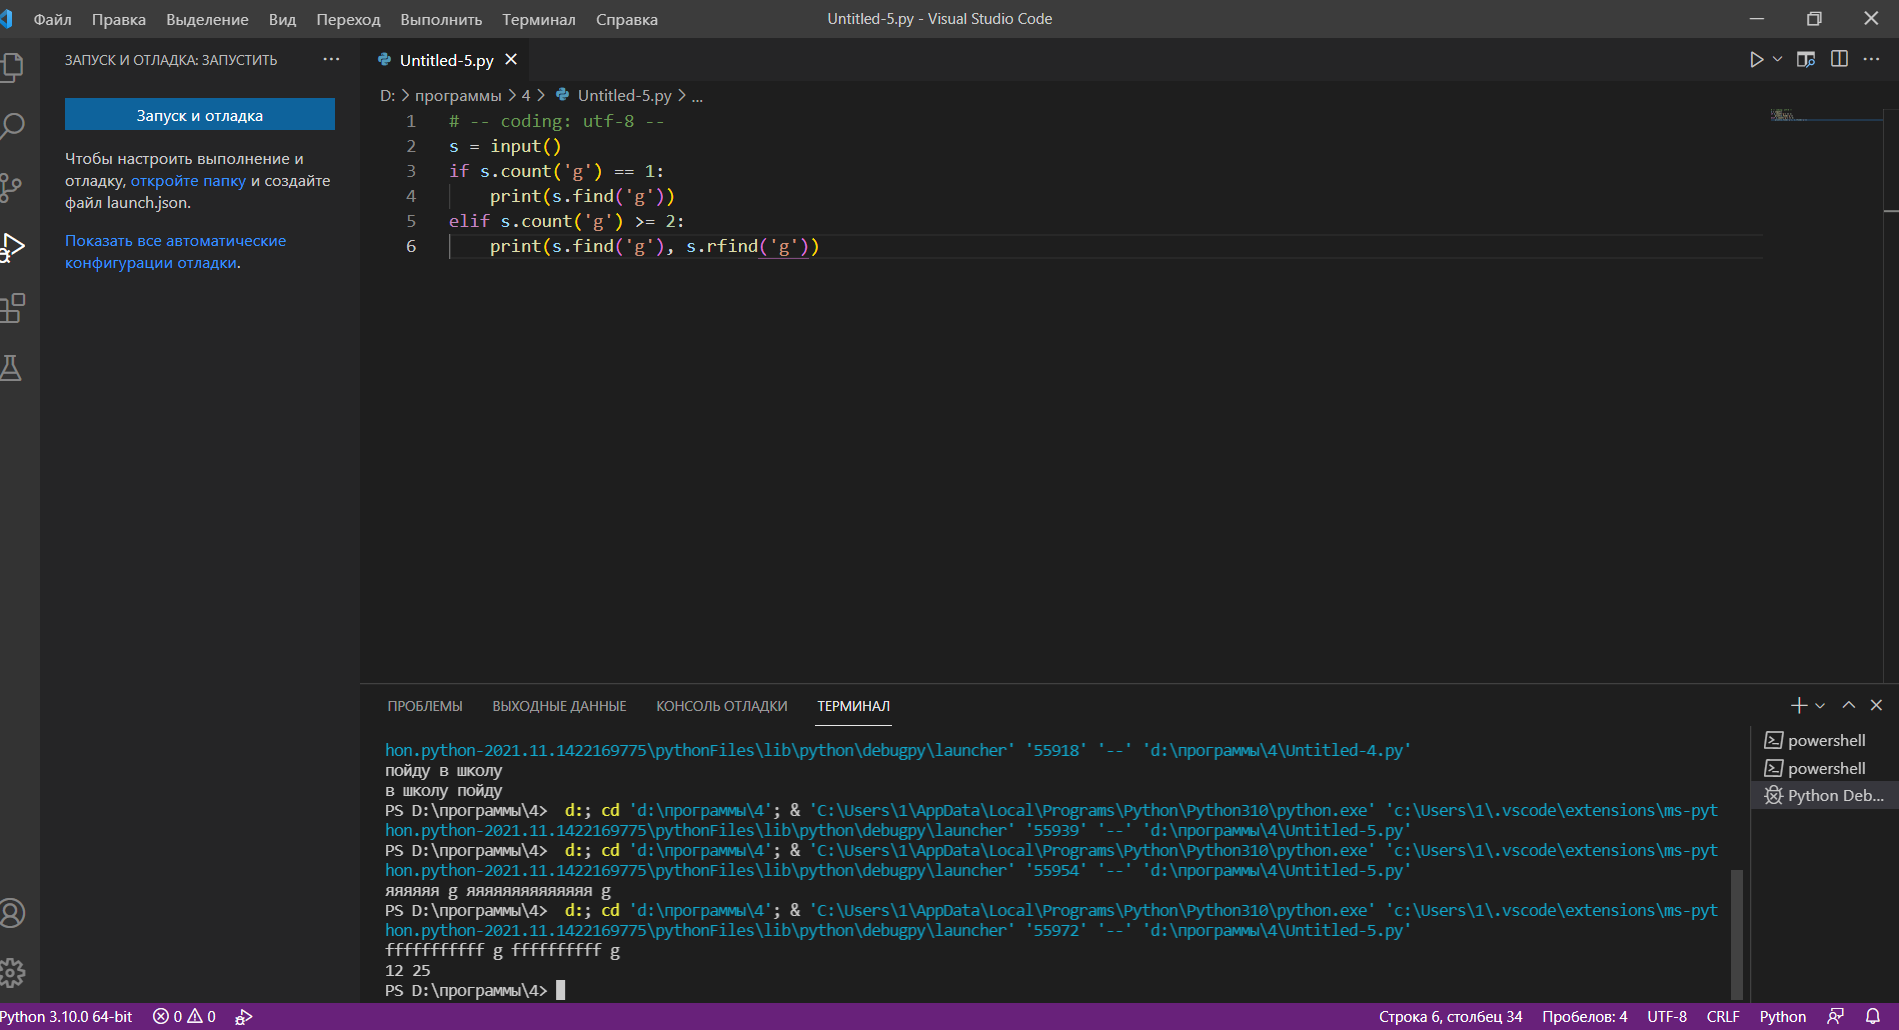 Файл Правка Выделение Вид Переход Выполнить Терминал Справка Untitled-5.py - Visual Studio Code
ЗАПУСК И ОТЛАДКА: ЗАПУСТИТЬ
Запуск и отладка
Чтобы настроить выполнение и
отладку, откройте папку и создайте
файл launch.json.
Показать все автоматические
конфигурации отладки.
Untitled-5.py
D: > программы > 4 > Untitled-5.py > ...
1 # -- coding: utf-8 --
2 s = input()
3 if s.count('g') == 1:
4 print(s.find('g'))
5 elif s.count('g') >= 2:
6 print(s.find('g'), s.rfind('g'))
ПРОБЛЕМЫ ВЫХОДНЫЕ ДАННЫЕ КОНСОЛЬ ОТЛАДКИ ТЕРМИНАЛ
hon.python-2021.11.1422169775\pythonFiles\lib\python\debugpy\launcher' '55918' '--' 'd:\программы\4\Untitled-4.py'
пойду в школу
в школу пойду
PS D:\программы\4> d:; cd 'd:\программы\4'; & 'C:\Users\1\AppData\Local\Programs\Python\Python310\python.exe' 'c:\Users\1\.vscode\extensions\ms-pyt
hon.python-2021.11.1422169775\pythonFiles\lib\python\debugpy\launcher' '55939' '--' 'd:\программы\4\Untitled-5.py'
PS D:\программы\4> d:; cd 'd:\программы\4'; & 'C:\Users\1\AppData\Local\Programs\Python\Python310\python.exe' 'c:\Users\1\.vscode\extensions\ms-pyt
hon.python-2021.11.1422169775\pythonFiles\lib\python\debugpy\launcher' '55954' '--' 'd:\программы\4\Untitled-5.py'
яяяяяя g яяяяяяяяяяяяяя g
PS D:\программы\4> d:; cd 'd:\программы\4'; & 'C:\Users\1\AppData\Local\Programs\Python\Python310\python.exe' 'c:\Users\1\.vscode\extensions\ms-pyt
hon.python-2021.11.1422169775\pythonFiles\lib\python\debugpy\launcher' '55972' '--' 'd:\программы\4\Untitled-5.py'
fffffffffff g ffffffffff g
12 25
PS D:\программы\4>
powershell
powershell
Python Deb...
Python 3.10.0 64-bit 0 0 Строка 6, столбец 34 Пробелов: 4 UTF-8 CRLF Python